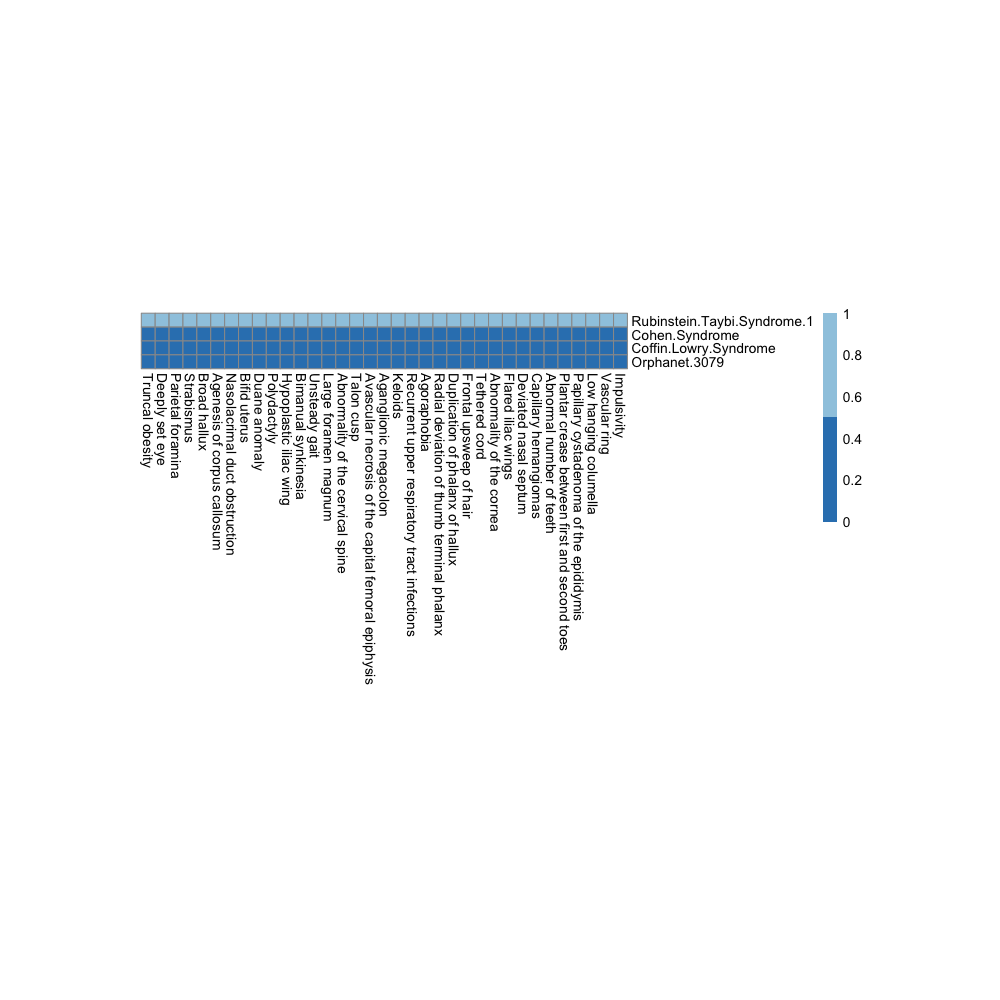 Rubinstein.Taybi.Syndrome.1
Cohen.Syndrome
Coffin.Lowry.Syndrome
Orphanet.3079
1
0.8
0.6
0.4
0.2
0
Truncal obesity
Deeply set eye
Parietal foramina
Strabismus
Broad hallux
Agenesis of corpus callosum
Nasolacrimal duct obstruction
Bifid uterus
Duane anomaly
Polydactyly
Hypoplastic iliac wing
Bimanual synkinesia
Unsteady gait
Large foramen magnum
Abnormality of the cervical spine
Talon cusp
Avascular necrosis of the capital femoral epiphysis
Aganglionic megacolon
Keloids
Recurrent upper respiratory tract infections
Agoraphobia
Radial deviation of thumb terminal phalanx
Duplication of phalanx of hallux
Frontal upsweep of hair
Tethered cord
Abnormality of the cornea
Flared iliac wings
Deviated nasal septum
Capillary hemangiomas
Abnormal number of teeth
Plantar crease between first and second toes
Papillary cystadenoma of the epididymis
Low hanging columella
Vascular ring
Impulsivity